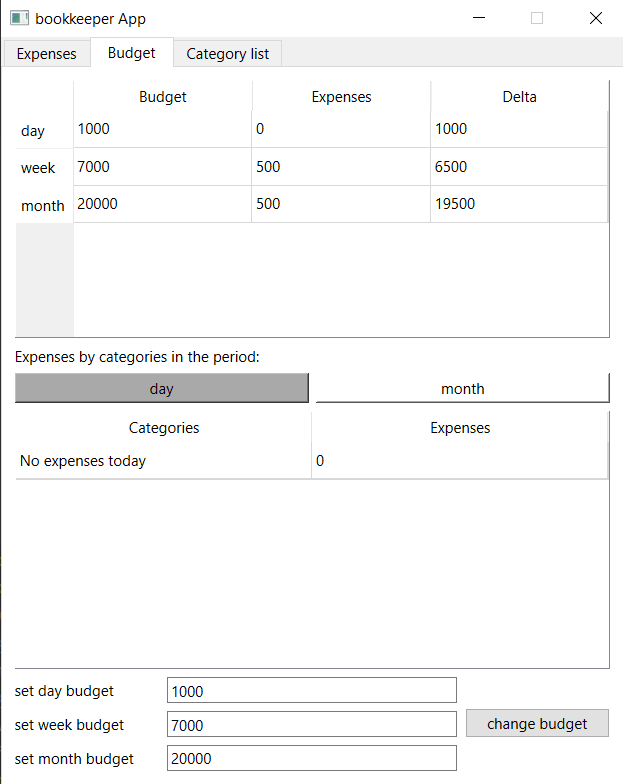 bookkeeper App
Expenses Budget Category list
Budget Expenses Delta
day 1000 0 1000
week 7000 500 6500
month 20000 500 19500
Expenses by categories in the period:
day month
Categories Expenses
No expenses today 0
set day budget 1000
set week budget 7000 change budget
set month budget 20000